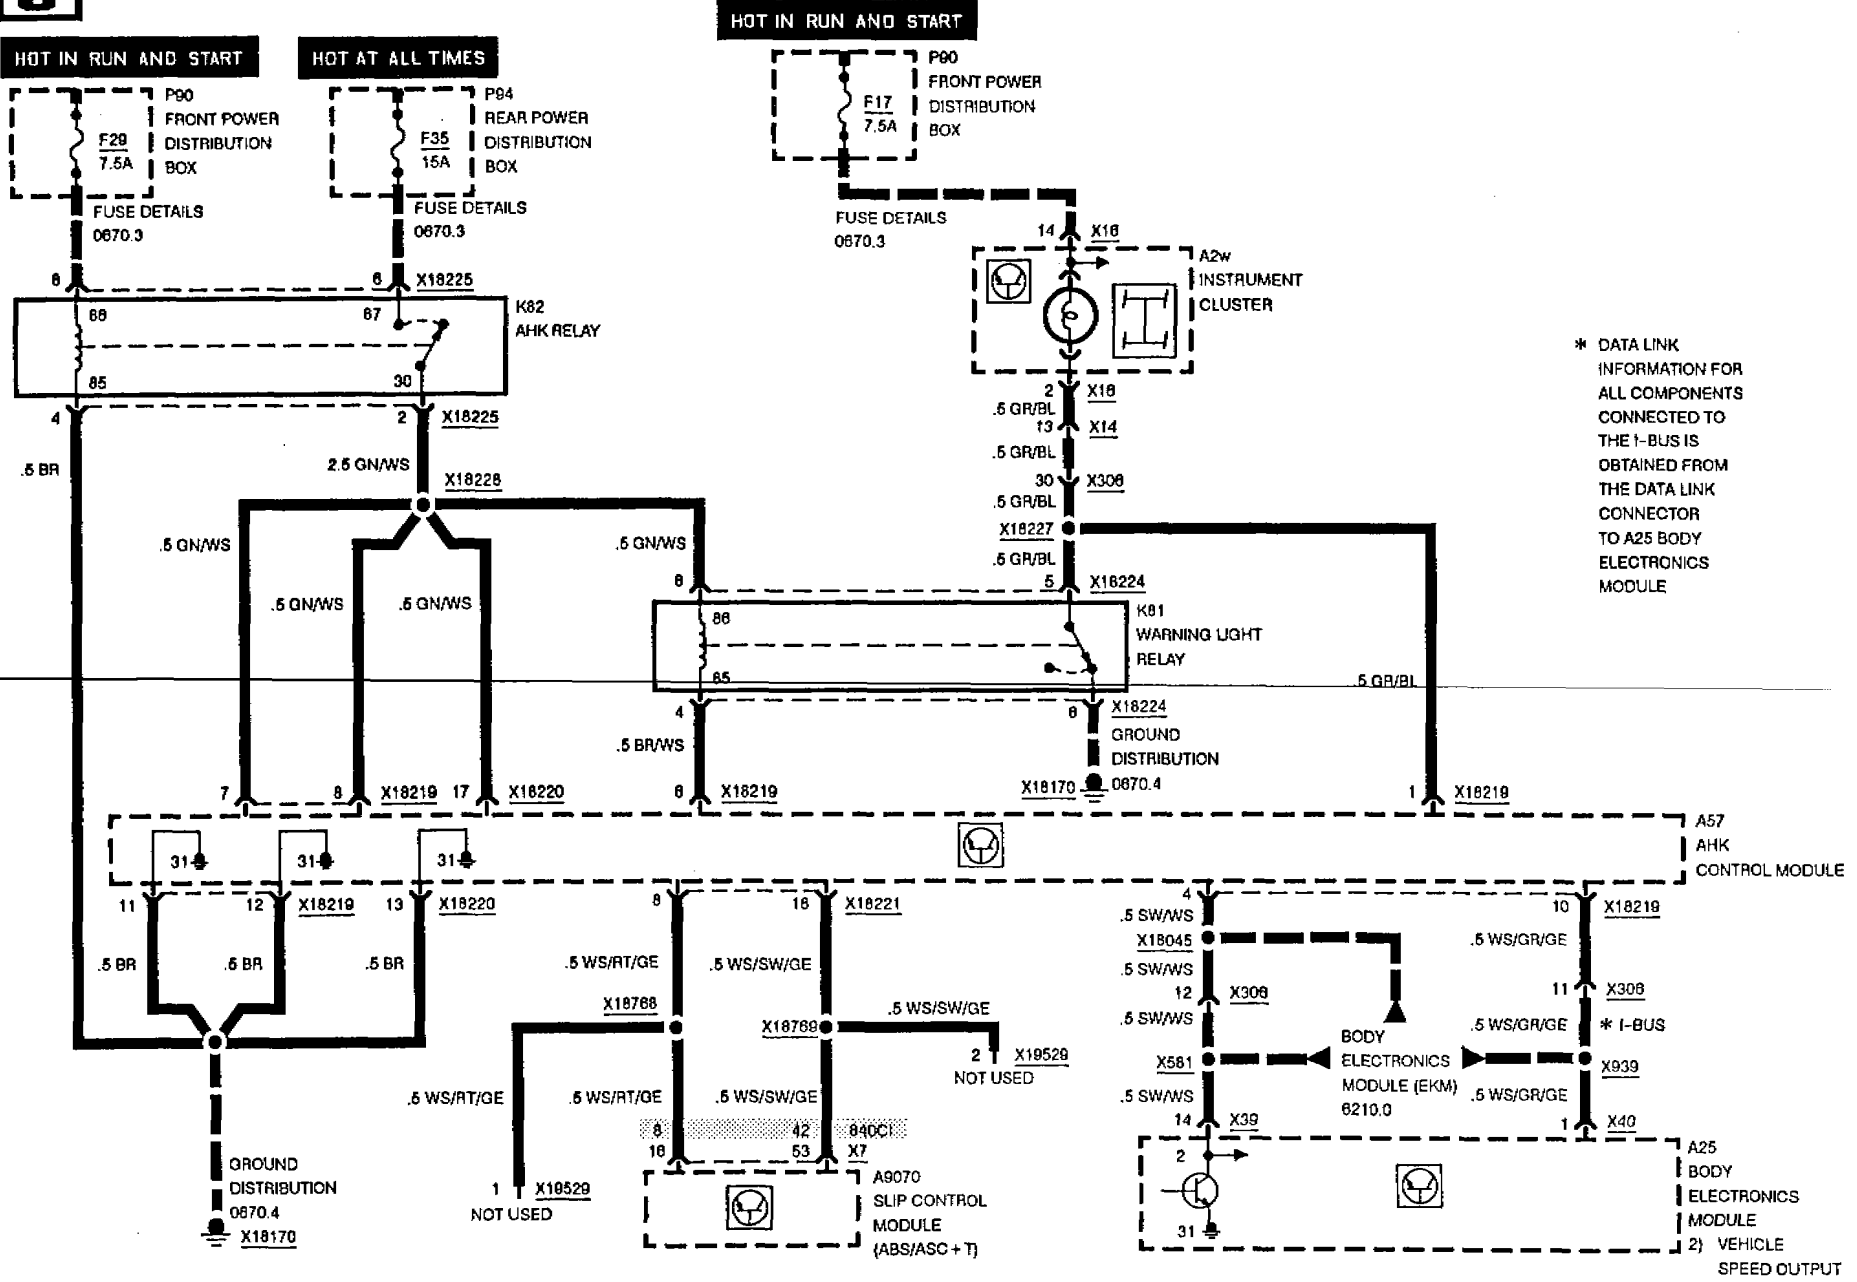 HOT IN RUN AND START
HOT AT ALL TIMES
HOT IN RUN AND START
P90
FRONT POWER
DISTRIBUTION
BOX
F29
7.5A
FUSE DETAILS
0670.3
P94
REAR POWER
DISTRIBUTION
BOX
F35
15A
FUSE DETAILS
0670.3
P90
FRONT POWER
DISTRIBUTION
BOX
F17
7.5A
FUSE DETAILS
0670.3
14 X16
A2w
INSTRUMENT
CLUSTER
8 6 X18225
86 87
K82
AHK RELAY
85 30
4 2 X18225
.5 BR
2.5 GN/WS
X18226
.5 GN/WS
.5 GN/WS
.5 GN/WS
.5 GN/WS
2 X16
.5 GR/BL
13 X14
.5 GR/BL
30 X306
.5 GR/BL
X18227
.5 GR/BL
6 5 X18224
* DATA LINK
INFORMATION FOR
ALL COMPONENTS
CONNECTED TO
THE I-BUS IS
OBTAINED FROM
THE DATA LINK
CONNECTOR
TO A25 BODY
ELECTRONICS
MODULE
86
K81
WARNING LIGHT
RELAY
85
.5 GR/BL
4 8 X18224
.5 BR/WS
GROUND
DISTRIBUTION
0670.4
X18170
7 8 X18219 17 X18220 6 X18219 1 X18219
31 31 31
A57
AHK
CONTROL MODULE
11 12 X18219 13 X18220 8 16 X18221 4 10 X18219
.5 BR .5 BR .5 BR
.5 WS/RT/GE .5 WS/SW/GE
X18768 X18769
.5 WS/SW/GE
2 X19529
NOT USED
.5 WS/RT/GE .5 WS/RT/GE .5 WS/SW/GE
8 42 840CI
16 53 X7
1 X19529
NOT USED
A9070
SLIP CONTROL
MODULE
(ABS/ASC + T)
GROUND
DISTRIBUTION
0670.4
X18170
.5 SW/WS
X18045
.5 SW/WS
12 X306
.5 SW/WS
X581
.5 SW/WS
14 X39
BODY
ELECTRONICS
MODULE (EKM)
6210.0
.5 WS/GR/GE
11 X306
.5 WS/GR/GE * I-BUS
X939
.5 WS/GR/GE
1 X40
2
31
A25
BODY
ELECTRONICS
MODULE
2) VEHICLE
SPEED OUTPUT